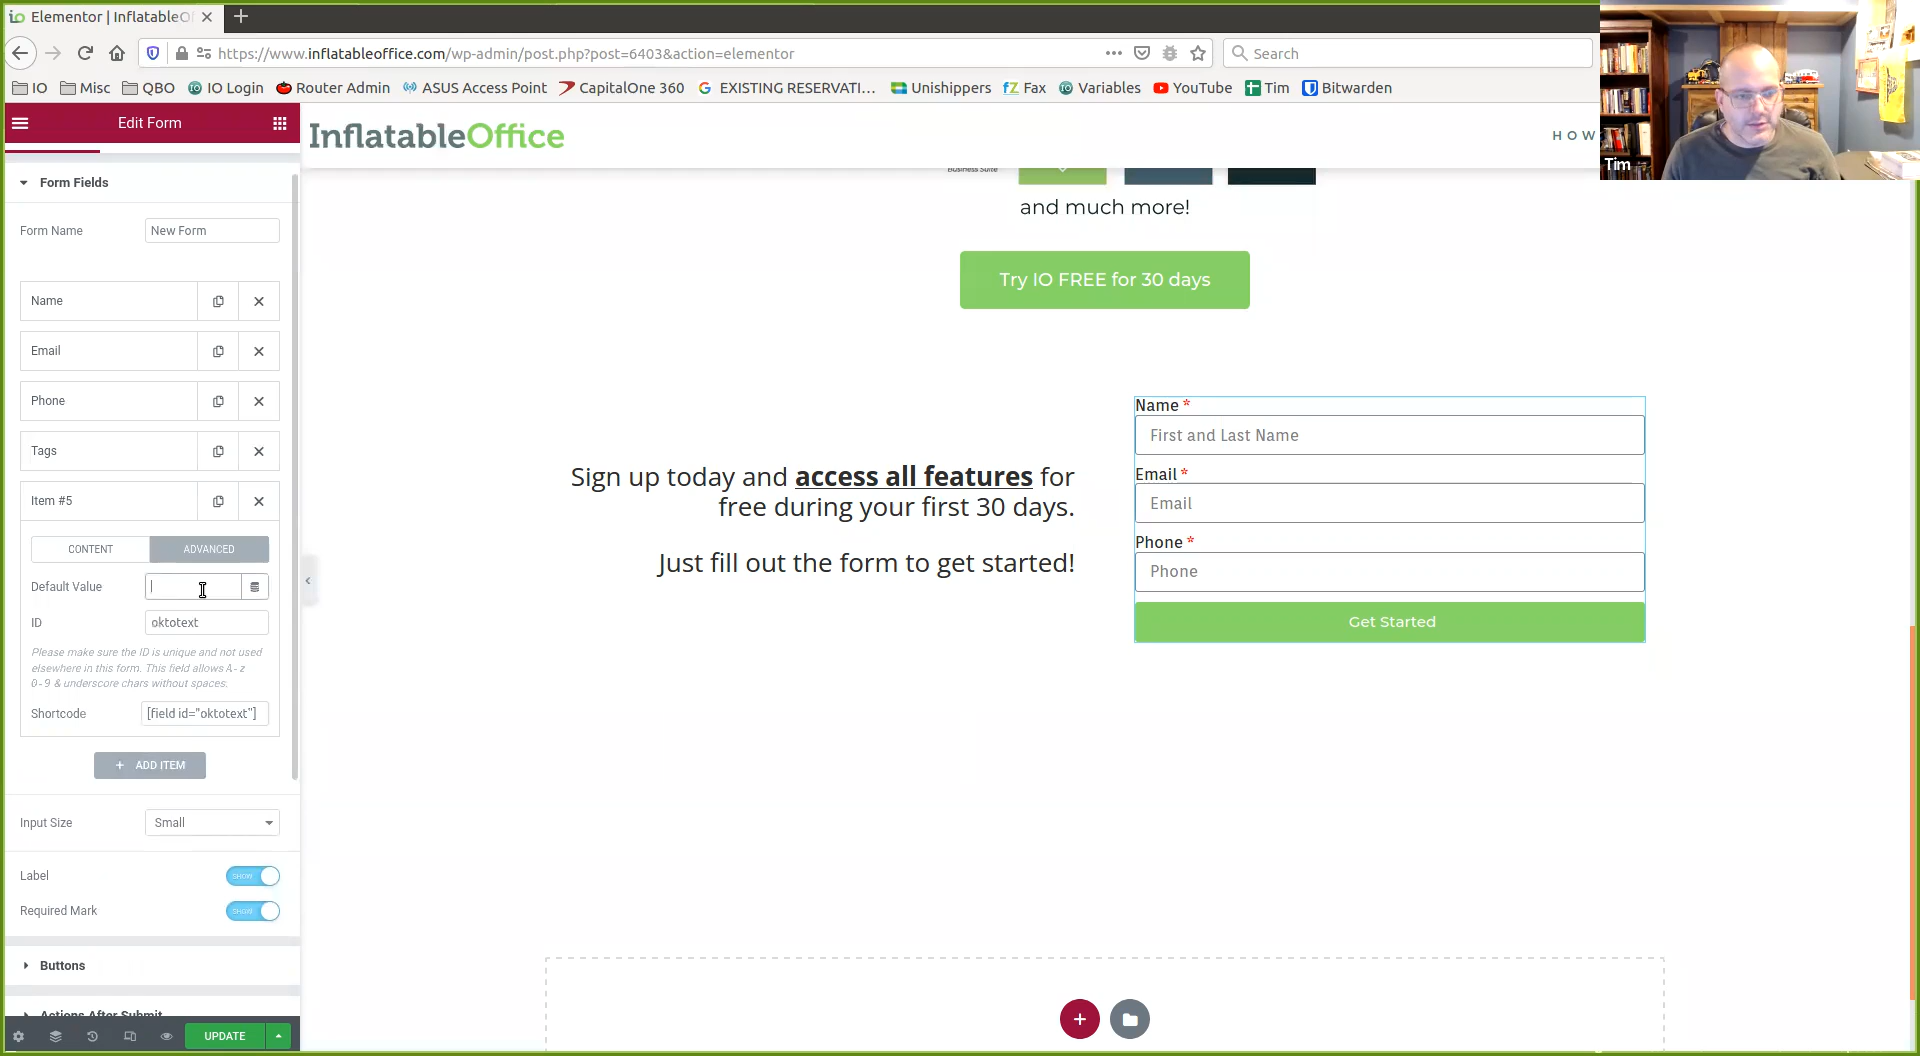 Elementor | InflatableO
https://www.inflatableoffice.com/wp-admin/post.php?post=6403&action=elementor
Search
IO
Misc
QBO
IO Login
Router Admin
ASUS Access Point
CapitalOne 360
EXISTING RESERVATI…
Unishippers
Fax
Variables
YouTube
Tim
Bitwarden
Edit Form
InflatableOffice
HOW
Tim
Form Fields
Business Suite
and much more!
Form Name
New Form
Try IO FREE for 30 days
Name
Email
Phone
Tags
Item #5
CONTENT
ADVANCED
Default Value
ID
oktotext
Please make sure the ID is unique and not used
elsewhere in this form. This field allows A-z
0-9 & underscore chars without spaces.
Shortcode
[field id="oktotext"]
+ ADD ITEM
Input Size
Small
Label
SHOW
Required Mark
SHOW
Buttons
Actions After Submit
UPDATE
Sign up today and access all features for
free during your first 30 days.
Just fill out the form to get started!
Name *
First and Last Name
Email *
Email
Phone *
Phone
Get Started